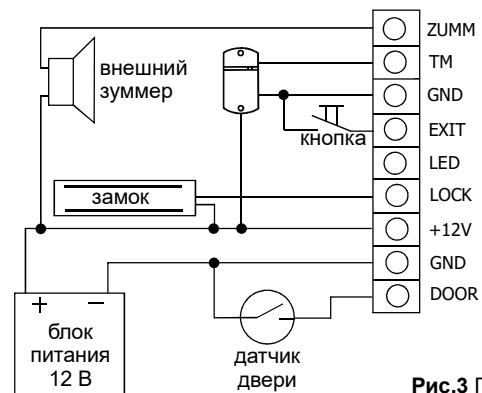 ZUMM
внешний
зуммер
TM
GND
кнопка
EXIT
LED
замок
LOCK
+12V
GND
+ −
DOOR
блок
питания
12 В
датчик
двери
Рис.3 П